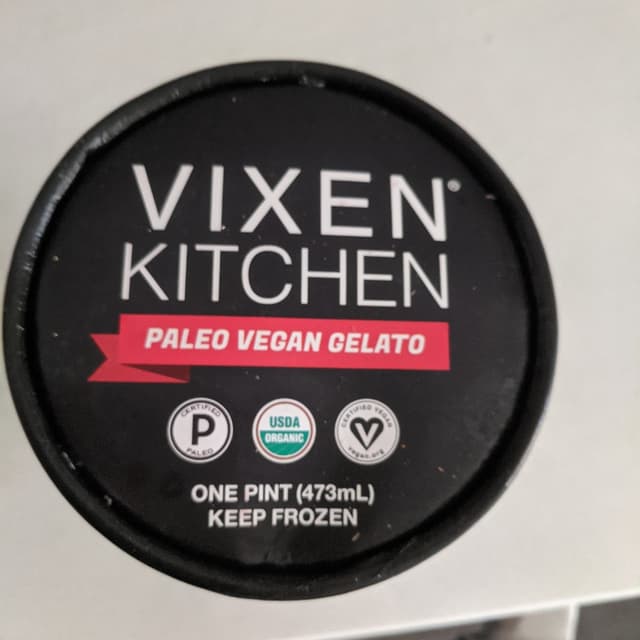 VIXEN®
KITCHEN
PALEO VEGAN GELATO
CERTIFIED
P
PALEO
USDA
ORGANIC
CERTIFIED VEGAN
vegan.org
ONE PINT (473mL)
KEEP FROZEN